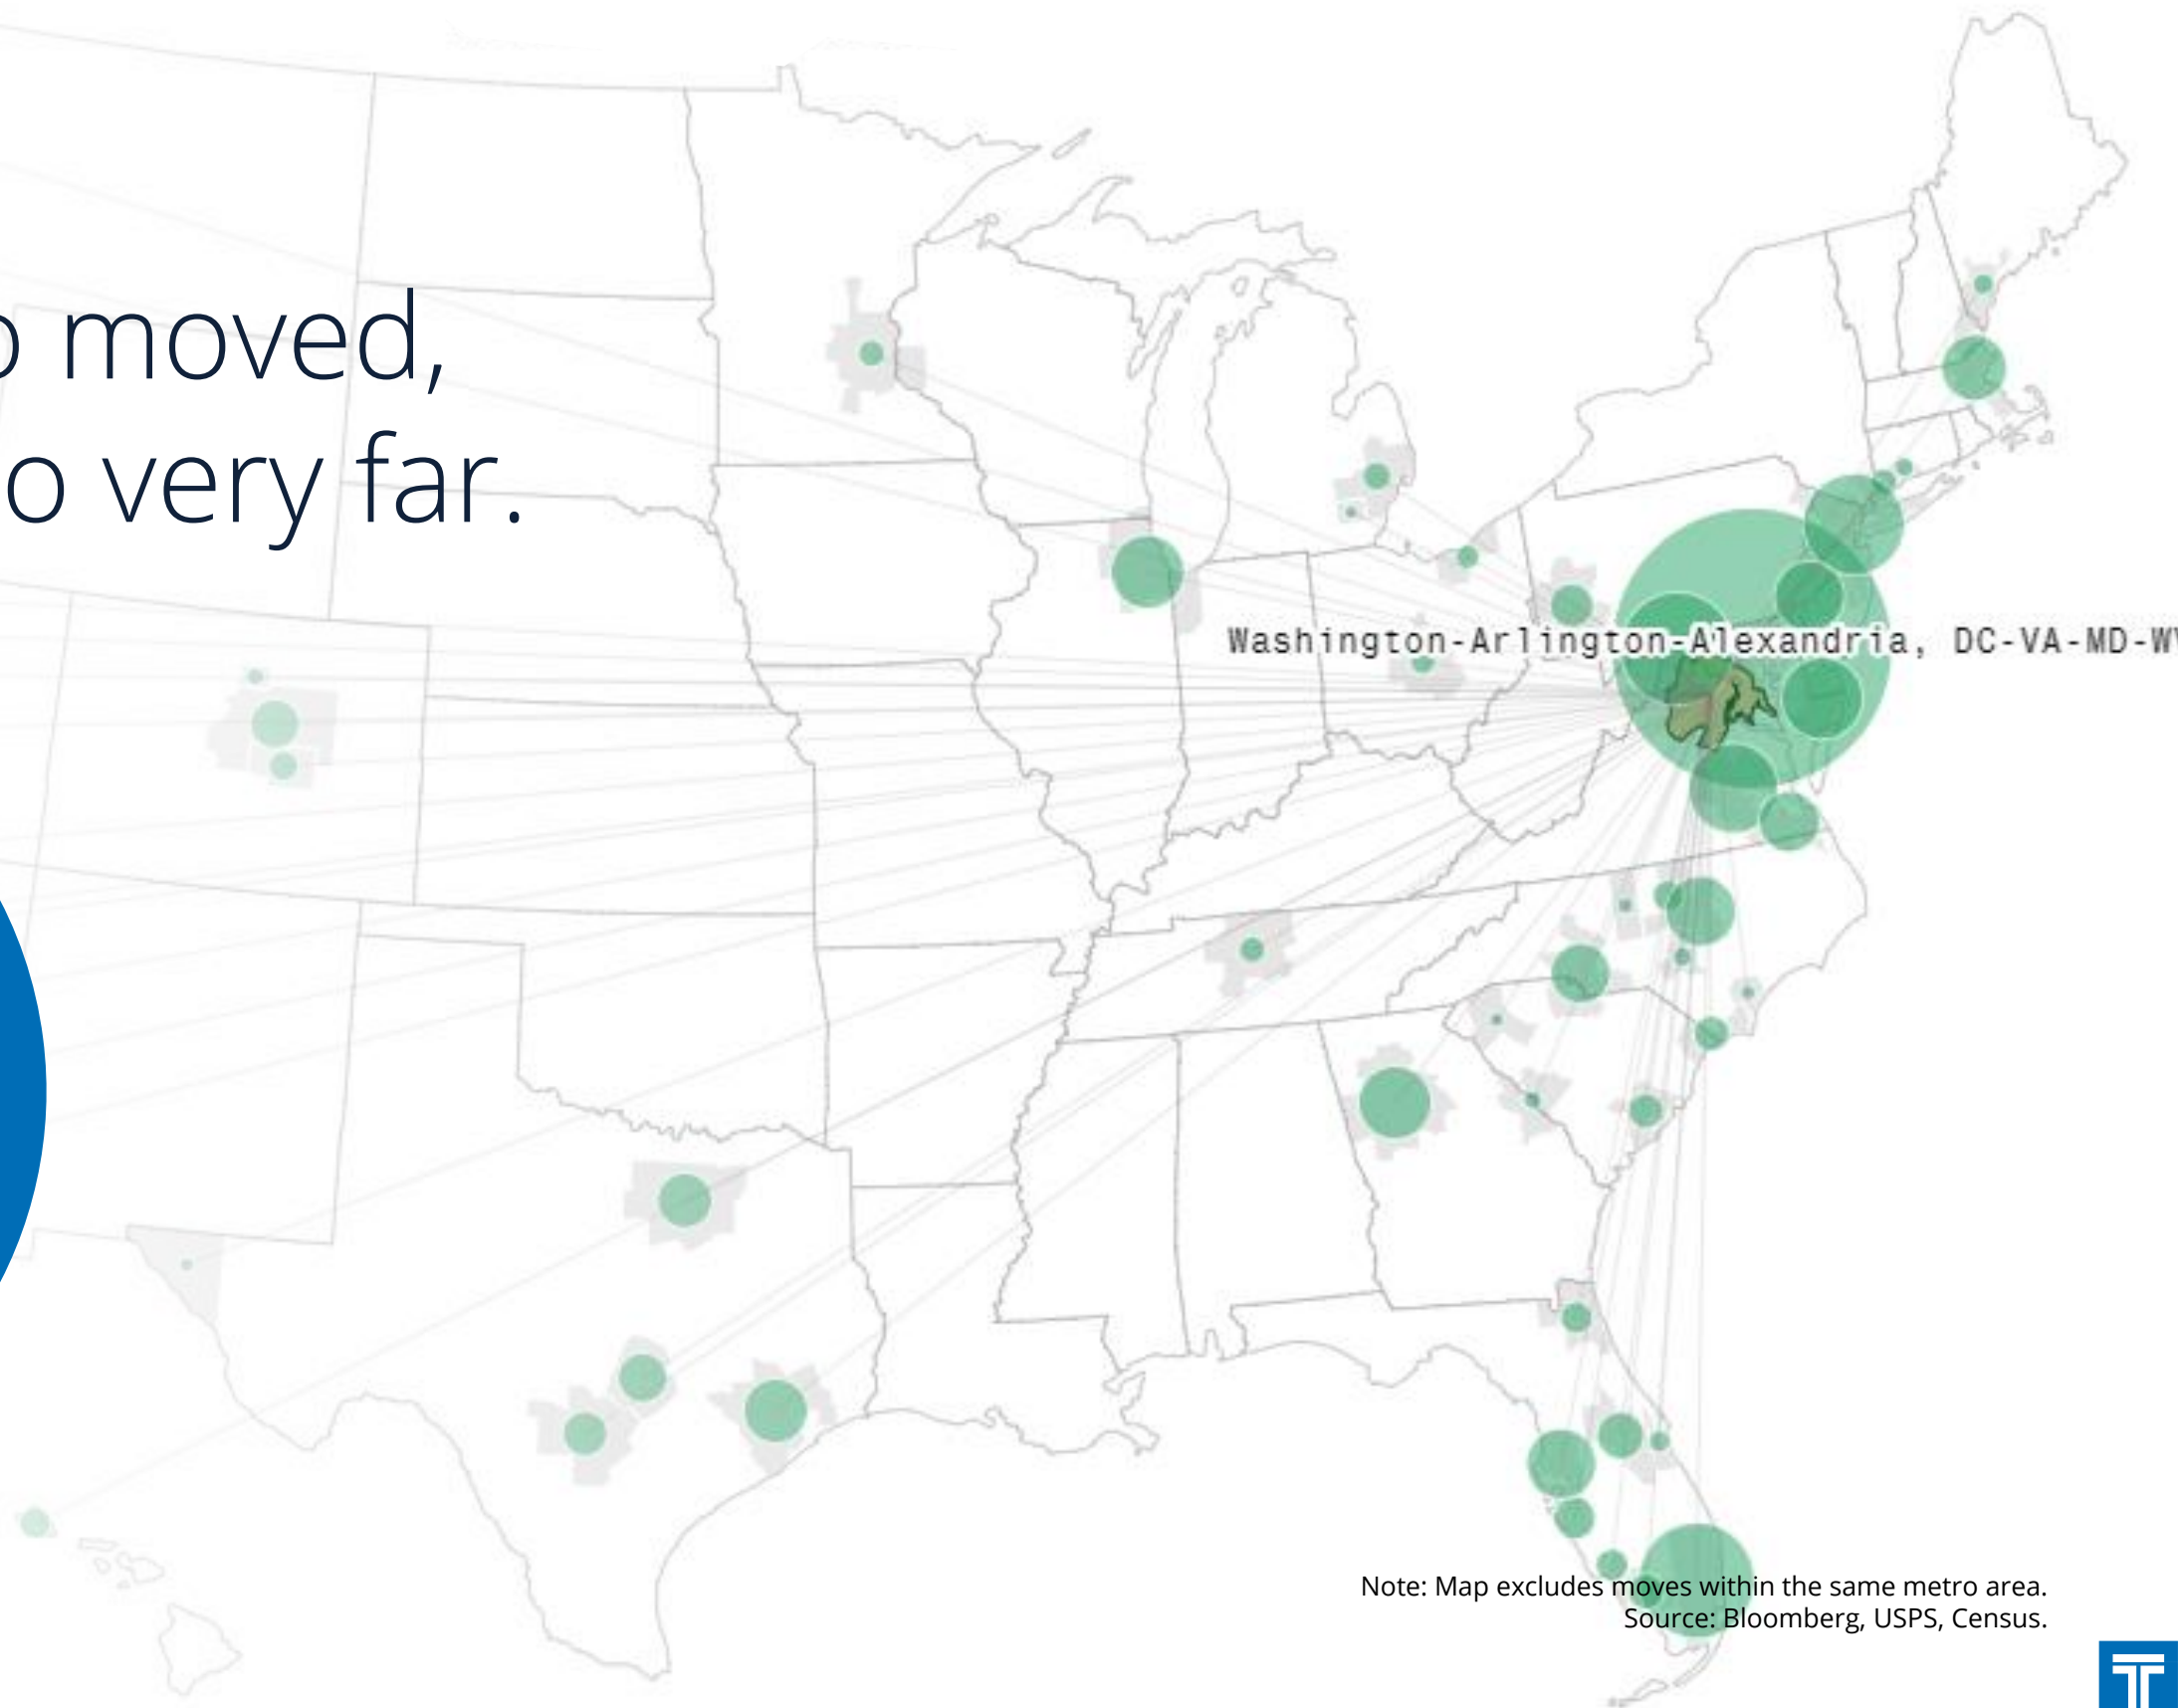 moved,
very far.
Washington-Arlington-Alexandria, DC-VA-MD-WV
Note: Map excludes moves within the same metro area.
Source: Bloomberg, USPS, Census.